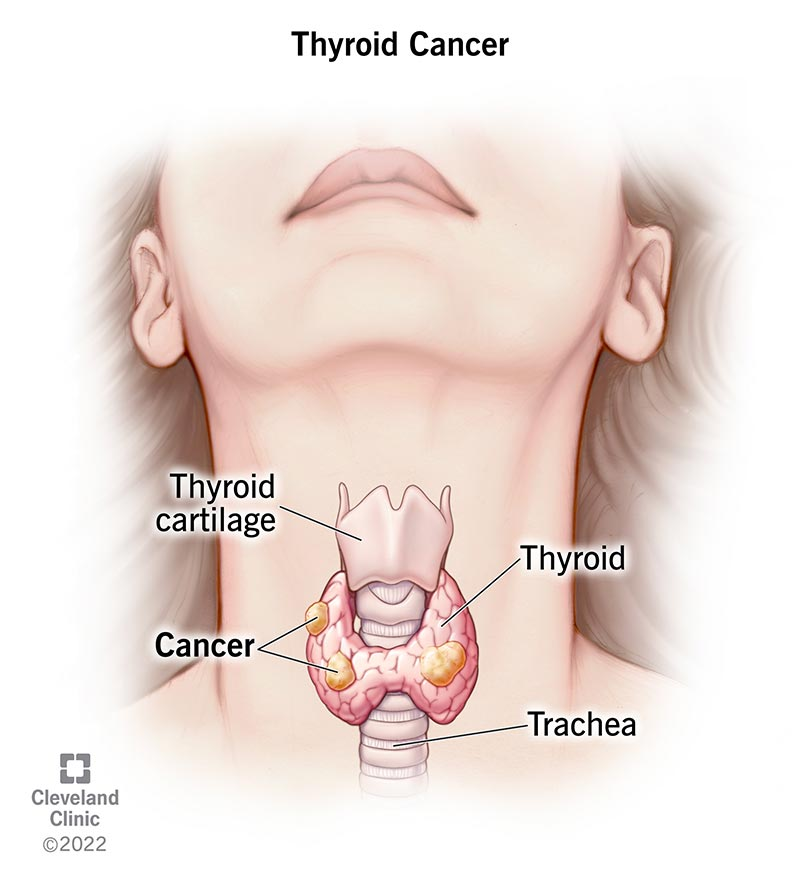 Thyroid Cancer
Thyroid
cartilage
Thyroid
Cancer
Trachea
Cleveland
Clinic
©2022